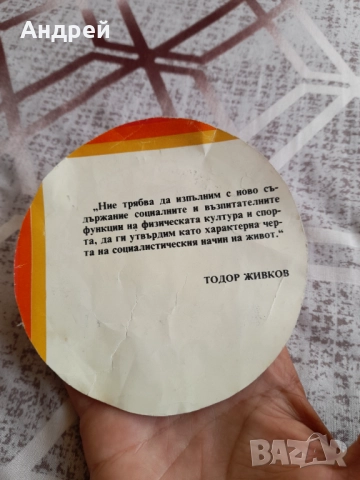 Андрей
„Ние трябва да изпълним с ново съ-
държание социалните и възпитателните
функции на физическата култура и спор-
та, да ги утвърдим като характерна чер-
та на социалистическия начин на живот.“
ТОДОР ЖИВКОВ
BAZAR